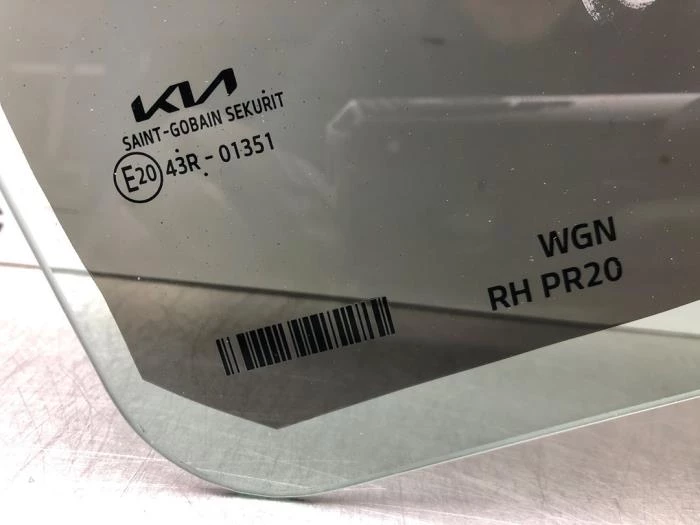 KIA
SAINT-GOBAIN SEKURIT
E20 43R - 01351
WGN
RH PR20